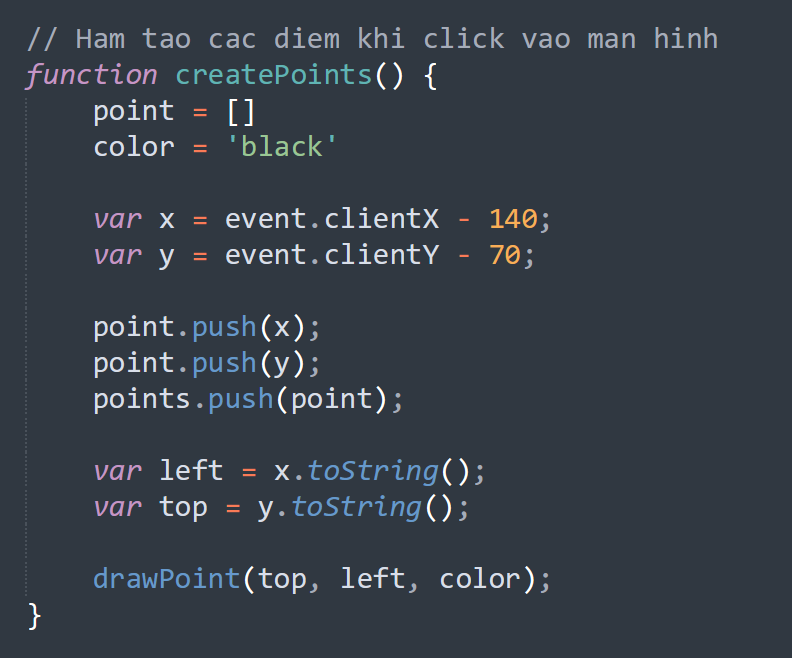 // Ham tao cac diem khi click vao man hinh
function createPoints() {
    point = []
    color = 'black'

    var x = event.clientX - 140;
    var y = event.clientY - 70;

    point.push(x);
    point.push(y);
    points.push(point);

    var left = x.toString();
    var top = y.toString();

    drawPoint(top, left, color);
}